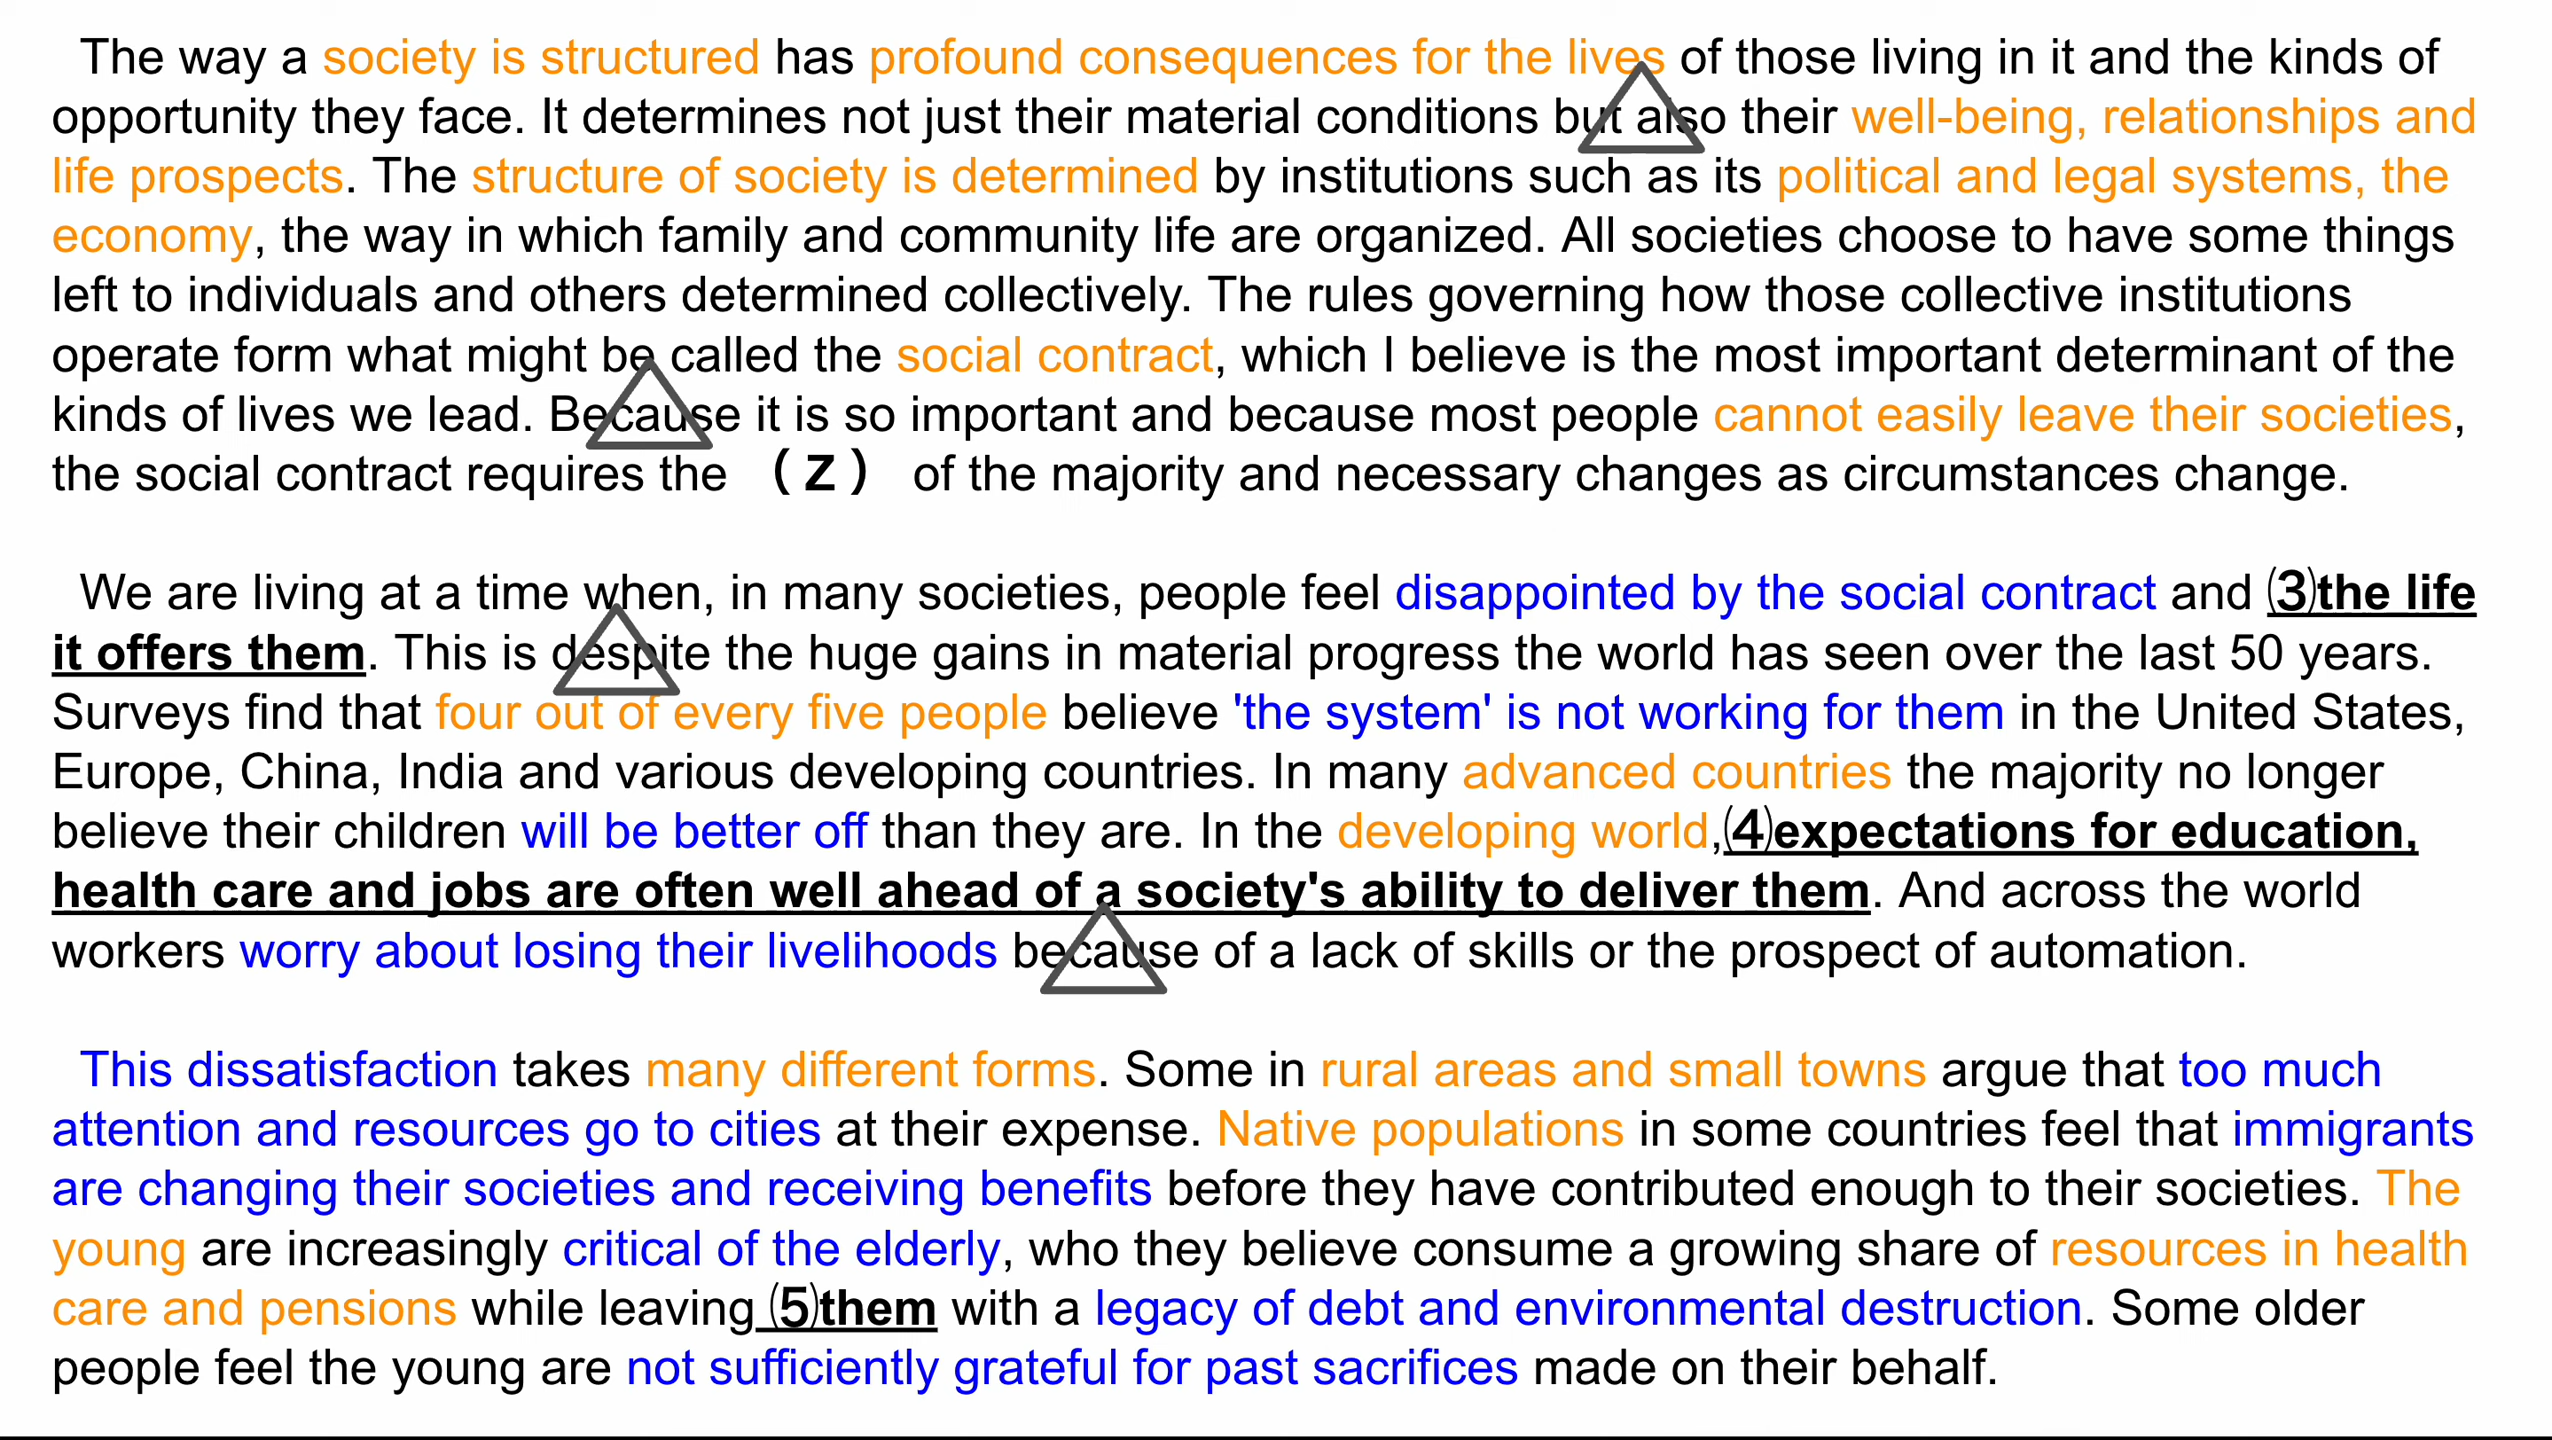 The way a society is structured has profound consequences for the lives of those living in it and the kinds of
opportunity they face. It determines not just their material conditions but also their well-being, relationships and
life prospects. The structure of society is determined by institutions such as its political and legal systems, the
economy, the way in which family and community life are organized. All societies choose to have some things
left to individuals and others determined collectively. The rules governing how those collective institutions
operate form what might be called the social contract, which I believe is the most important determinant of the
kinds of lives we lead. Because it is so important and because most people cannot easily leave their societies,
the social contract requires the (Z) of the majority and necessary changes as circumstances change.
We are living at a time when, in many societies, people feel disappointed by the social contract and (3)the life
it offers them. This is despite the huge gains in material progress the world has seen over the last 50 years.
Surveys find that four out of every five people believe 'the system' is not working for them in the United States,
Europe, China, India and various developing countries. In many advanced countries the majority no longer
believe their children will be better off than they are. In the developing world,(4)expectations for education,
health care and jobs are often well ahead of a society's ability to deliver them. And across the world
workers worry about losing their livelihoods because of a lack of skills or the prospect of automation.
This dissatisfaction takes many different forms. Some in rural areas and small towns argue that too much
attention and resources go to cities at their expense. Native populations in some countries feel that immigrants
are changing their societies and receiving benefits before they have contributed enough to their societies. The
young are increasingly critical of the elderly, who they believe consume a growing share of resources in health
care and pensions while leaving (5)them with a legacy of debt and environmental destruction. Some older
people feel the young are not sufficiently grateful for past sacrifices made on their behalf.